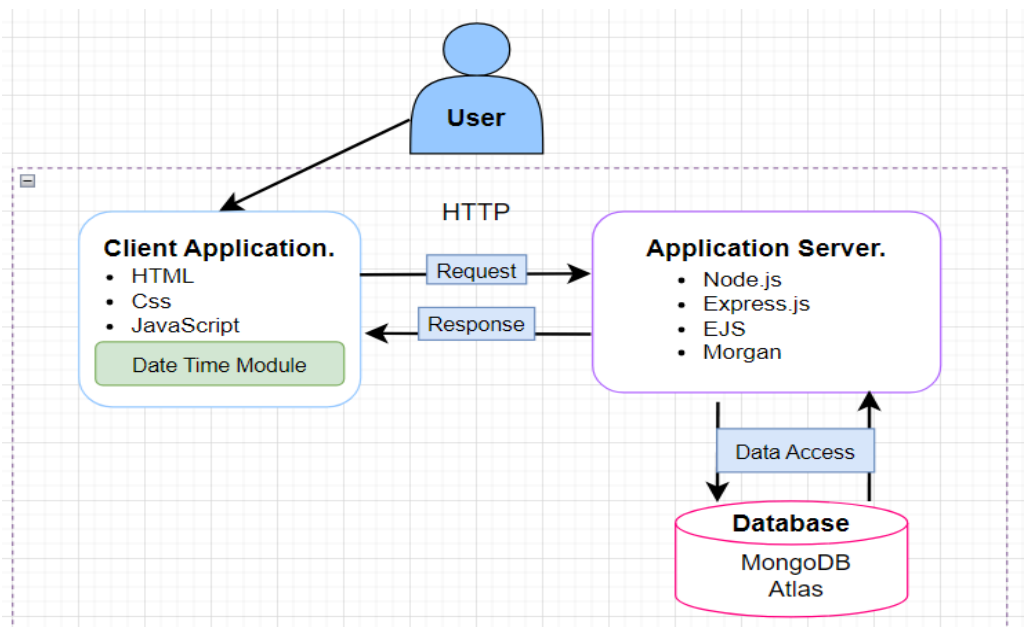 User
HTTP
Client Application.
HTML
Css
JavaScript
Date Time Module
Request
Response
Application Server.
Node.js
Express.js
EJS
Morgan
Data Access
Database
MongoDB
Atlas